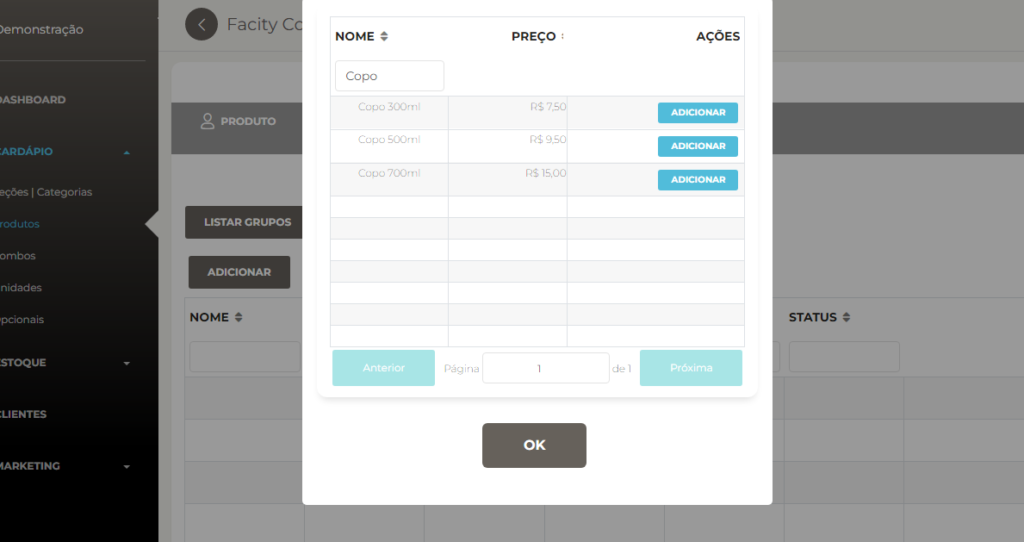 Demonstração
DASHBOARD
CARDÁPIO
eções | Categorias
rodutos
ombos
nidades
pcionais
ESTOQUE
CLIENTES
MARKETING
Facity Co
PRODUTO
LISTAR GRUPOS
ADICIONAR
NOME
STATUS
NOME PREÇO AÇÕES
Copo
Copo 300ml R$ 7,50 ADICIONAR
Copo 500ml R$ 9,50 ADICIONAR
Copo 700ml R$ 15,00 ADICIONAR
Anterior Página 1 de 1 Próxima
OK